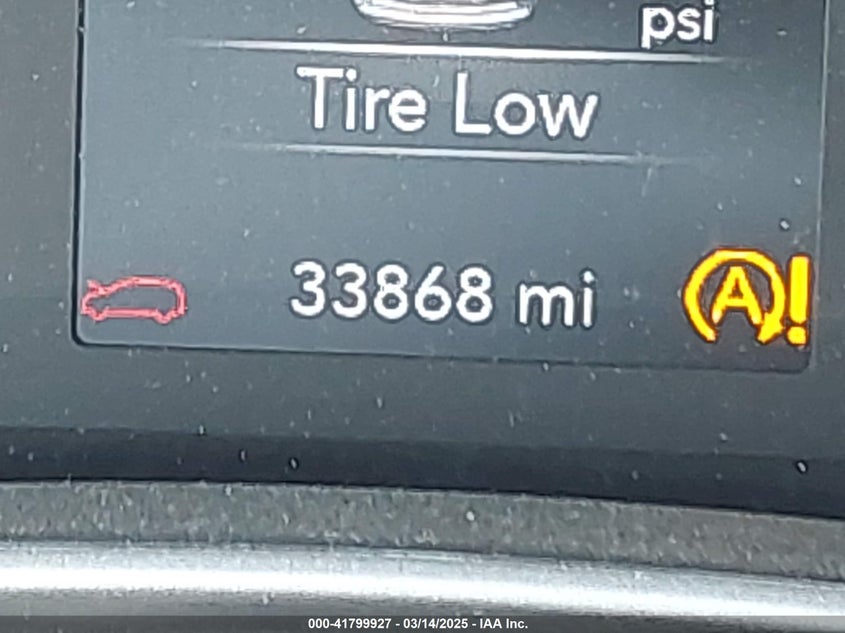 psi
Tire Low
33868 mi
A!
000-41799927 - 03/14/2025 - IAA Inc.